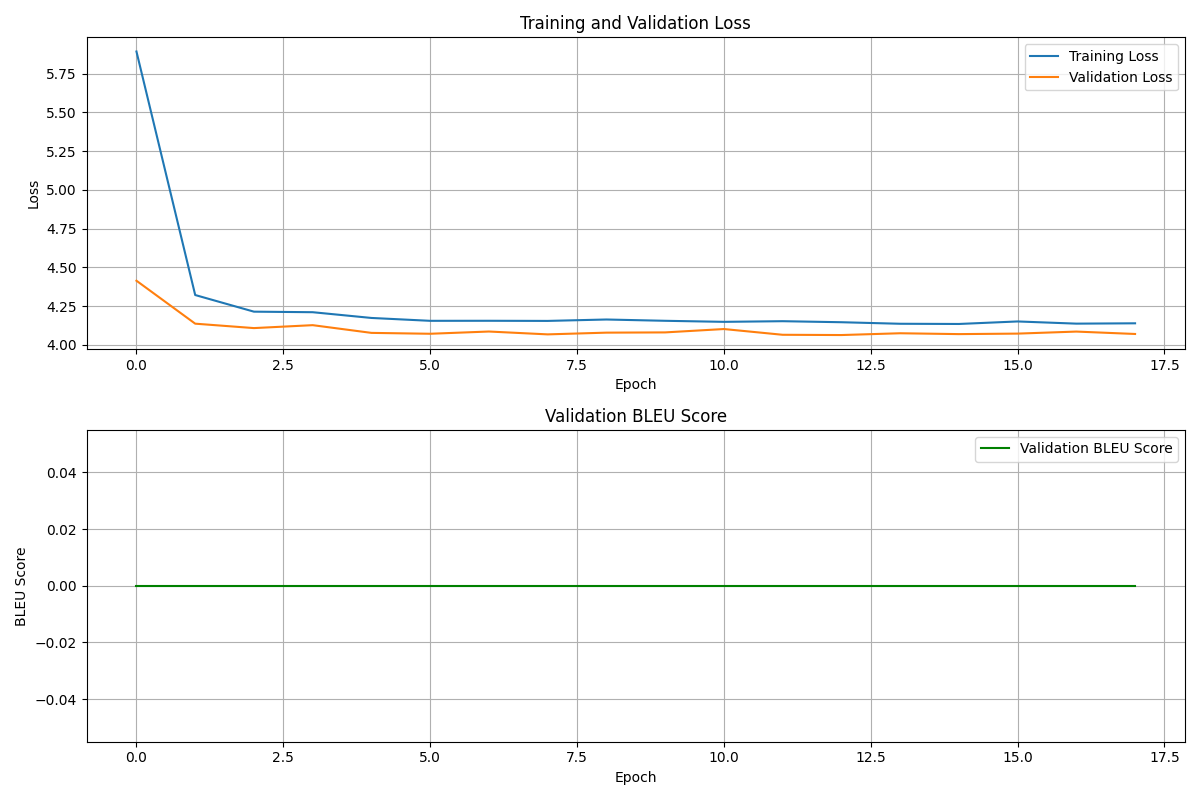 Training and Validation Loss
Training Loss
Validation Loss
5.75
5.50
5.25
5.00
4.75
4.50
4.25
4.00
Loss
0.0 2.5 5.0 7.5 10.0 12.5 15.0 17.5
Epoch
Validation BLEU Score
Validation BLEU Score
0.04
0.02
0.00
−0.02
−0.04
BLEU Score
0.0 2.5 5.0 7.5 10.0 12.5 15.0 17.5
Epoch